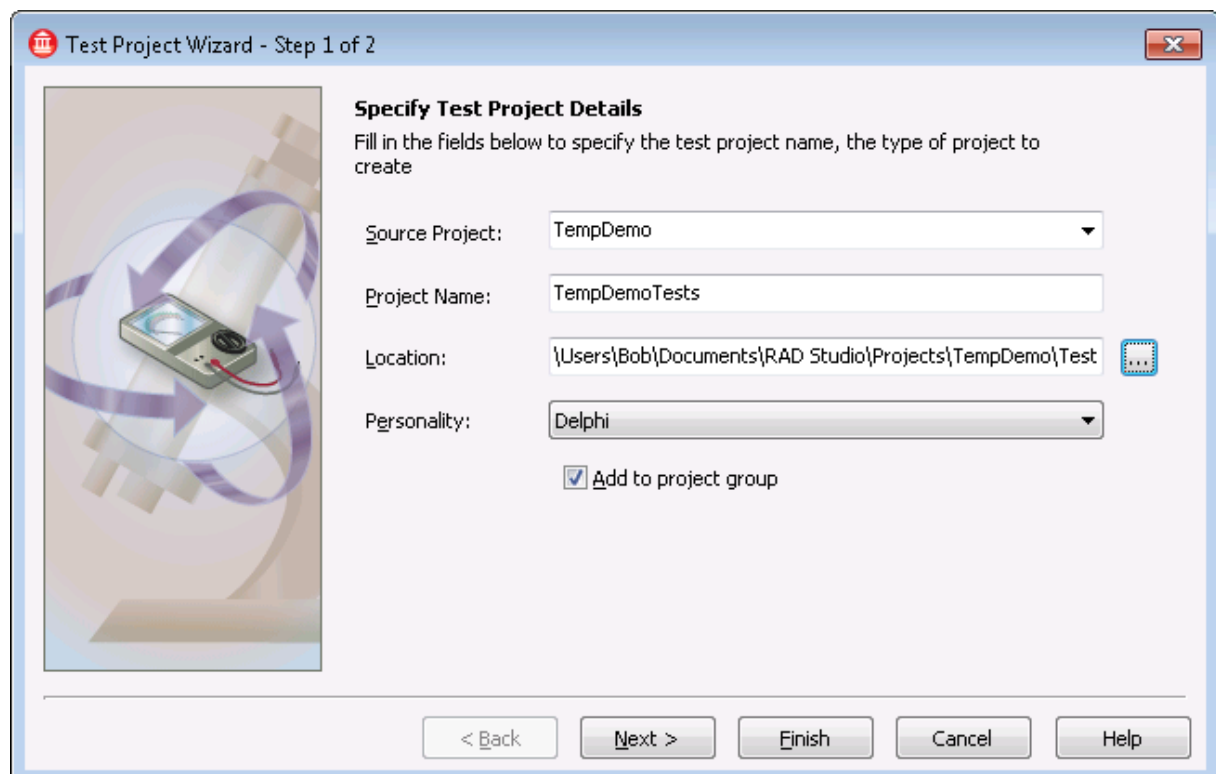 Test Project Wizard - Step 1 of 2
Specify Test Project Details
Fill in the fields below to specify the test project name, the type of project to
create
Source Project: TempDemo
Project Name: TempDemoTests
Location: \Users\Bob\Documents\RAD Studio\Projects\TempDemo\Test ...
Personality: Delphi
Add to project group
< Back Next > Finish Cancel Help